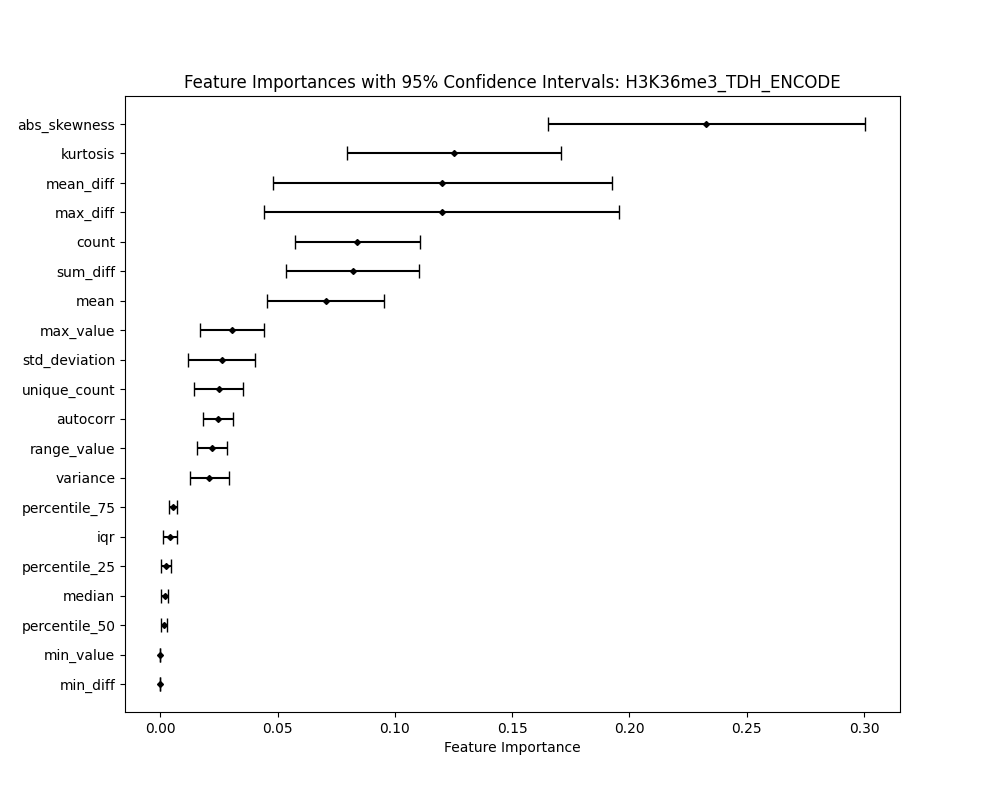 Feature Importances with 95% Confidence Intervals: H3K36me3_TDH_ENCODE
abs_skewness
kurtosis
mean_diff
max_diff
count
sum_diff
mean
max_value
std_deviation
unique_count
autocorr
range_value
variance
percentile_75
iqr
percentile_25
median
percentile_50
min_value
min_diff
0.00 0.05 0.10 0.15 0.20 0.25 0.30
Feature Importance